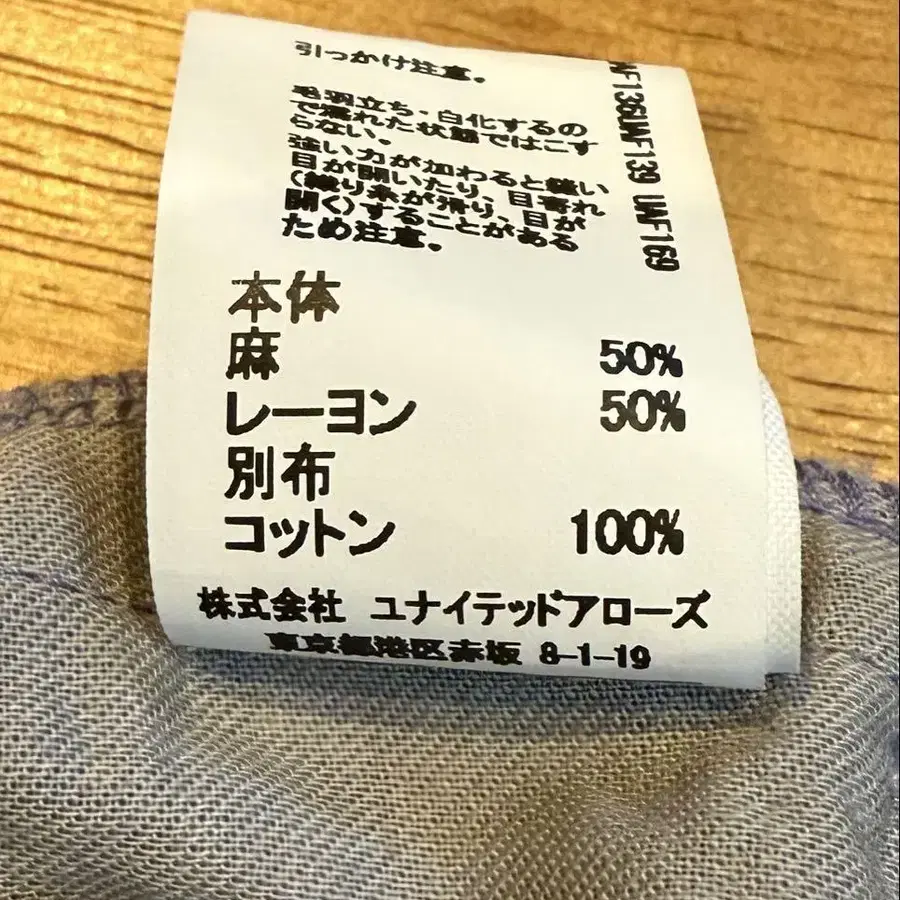 引っかけ注意。
毛羽立ち・白化するの
で濡れた状態ではこす
らない。
強い力が加わると縫い
目が開いたり、目寄れ
(織り糸が滑り、目が
開く)することがある
ため注意。
本体
麻 50%
レーヨン 50%
別布
コットン 100%
株式会社 ユナイテッドアローズ
東京都港区赤坂 8-1-19
UWF139 UWF169